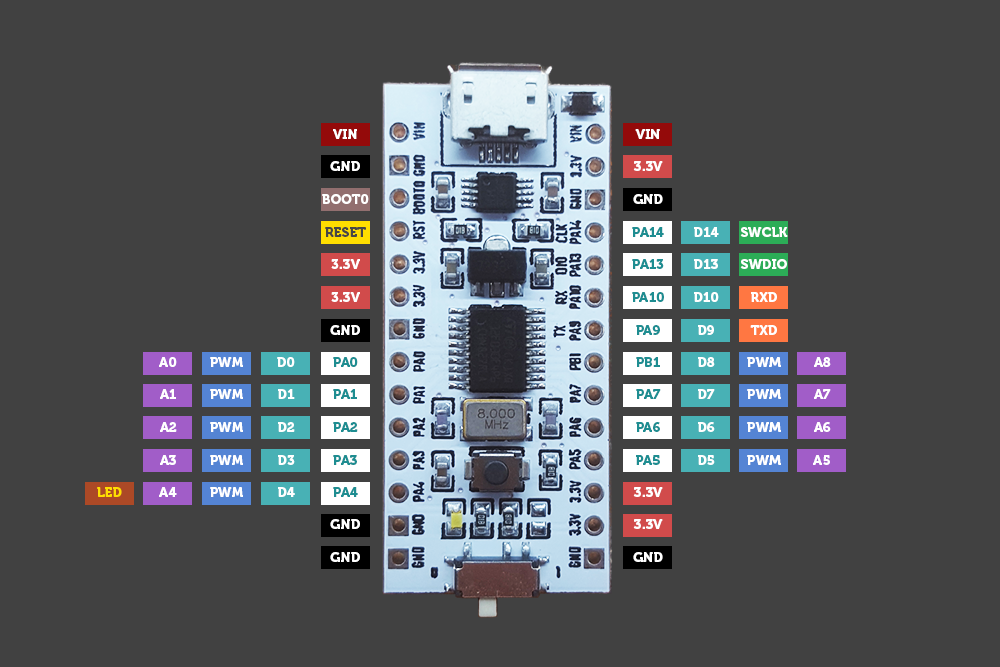 VIN VIN VIN VIN
GND GND 3.3V 3.3V
BOOT0 BOOT0 GND GND
RESET RST CLK PA14 PA14 D14 SWCLK
3.3V 3.3V DIO PA13 PA13 D13 SWDIO
3.3V 3.3V RX PA10 PA10 D10 RXD
GND GND TX PA9 PA9 D9 TXD
A0 PWM D0 PA0 PA0 PB1 PB1 D8 PWM A8
A1 PWM D1 PA1 PA1 PA7 PA7 D7 PWM A7
A2 PWM D2 PA2 PA2 8.000 PA6 PA6 D6 PWM A6
MHz
A3 PWM D3 PA3 PA3 PA5 PA5 D5 PWM A5
LED A4 PWM D4 PA4 PA4 3.3V 3.3V
GND GND 3.3V 3.3V
GND GND GND GND